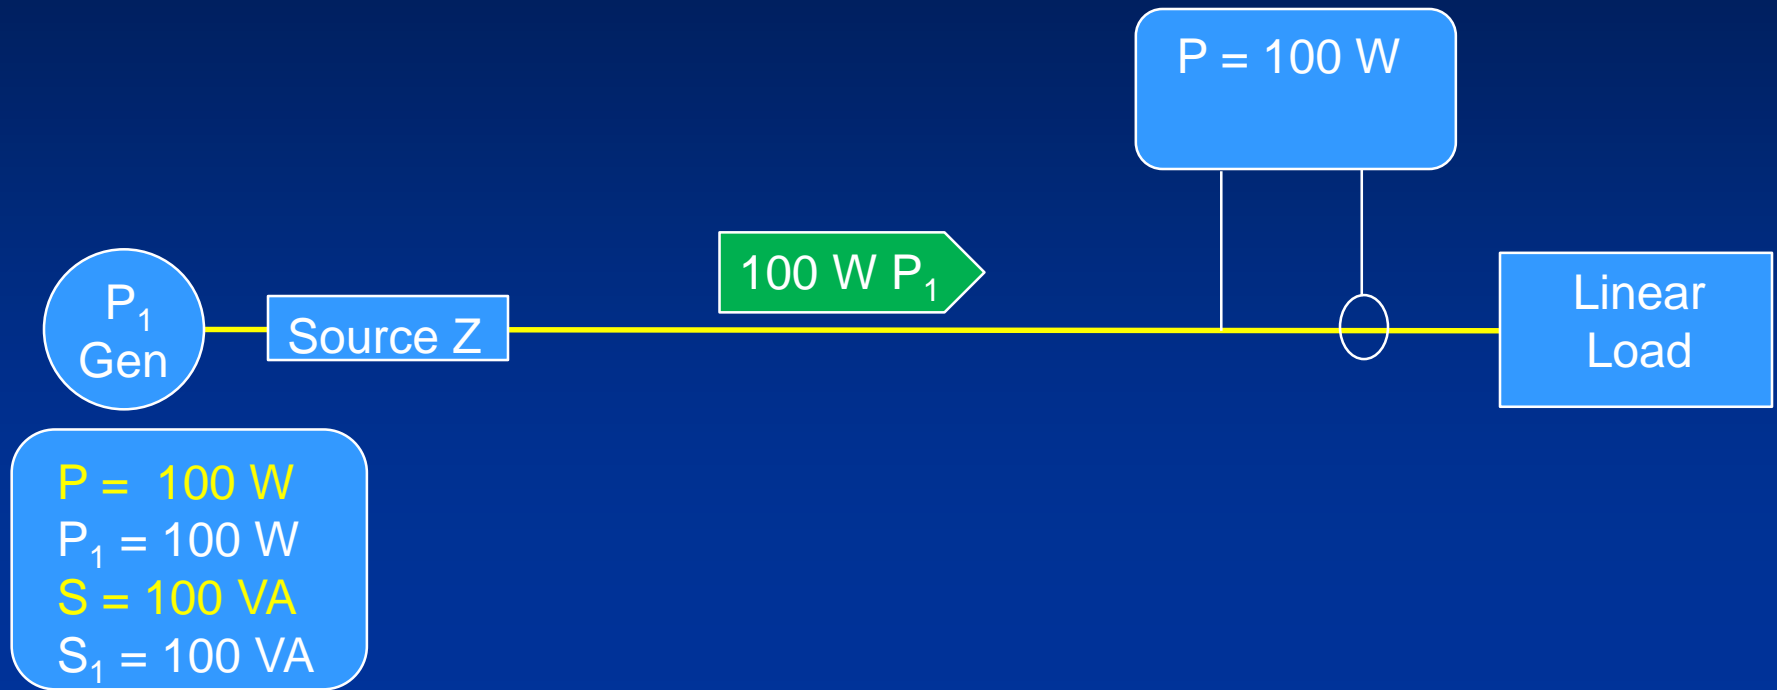 P = 100 W
100 W P₁
P₁
Gen
Source Z
Linear
Load
P = 100 W
P₁ = 100 W
S = 100 VA
S₁ = 100 VA